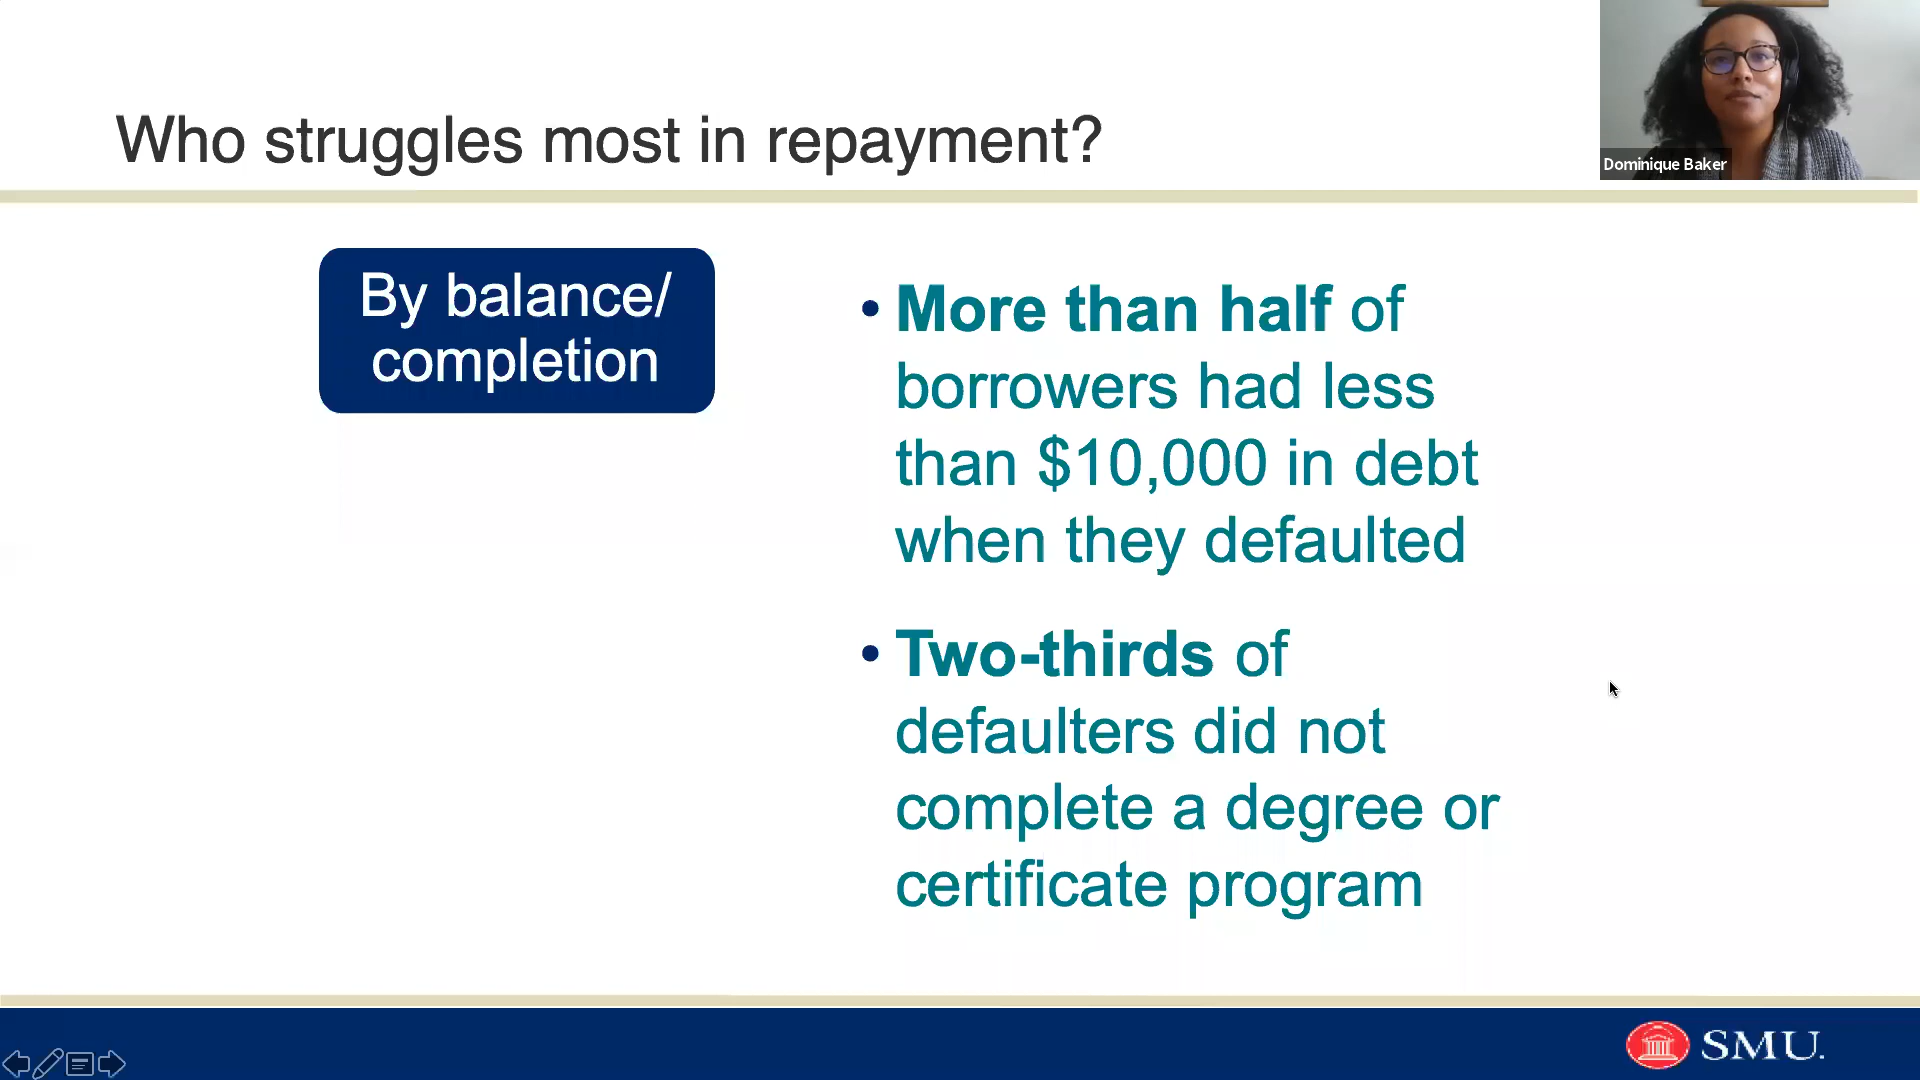 Who struggles most in repayment?
Dominique Baker
By balance/
completion
• More than half of
borrowers had less
than $10,000 in debt
when they defaulted
• Two-thirds of
defaulters did not
complete a degree or
certificate program
SMU.